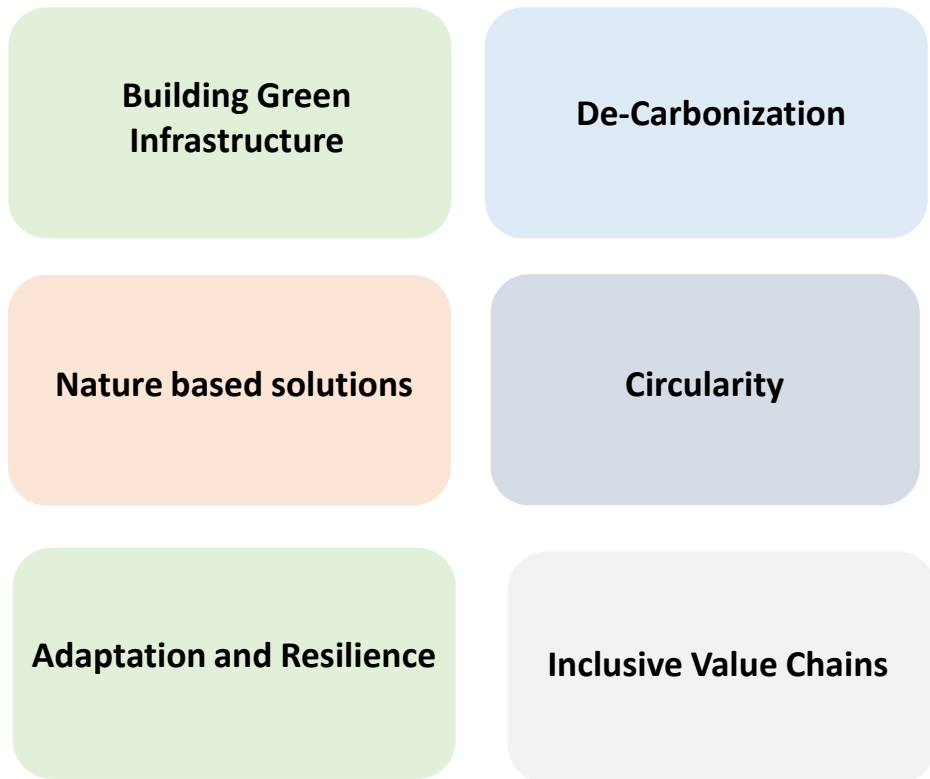 Building Green
Infrastructure
De-Carbonization
Nature based solutions
Circularity
Adaptation and Resilience
Inclusive Value Chains